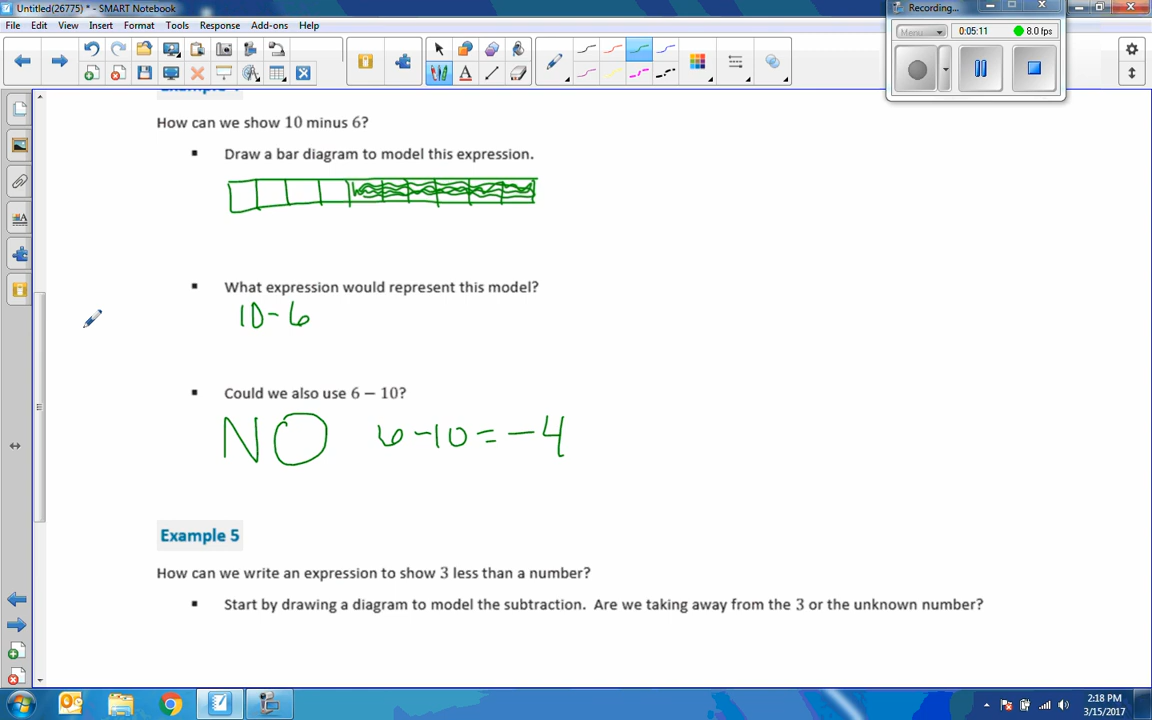 Untitled(26775) * - SMART Notebook
File Edit View Insert Format Tools Response Add-ons Help
Recording...
Menu 0:05:11 8.0 fps
How can we show 10 minus 6?
▪ Draw a bar diagram to model this expression.
▪ What expression would represent this model?
10-6
▪ Could we also use 6 – 10?
NO 6-10=-4
Example 5
How can we write an expression to show 3 less than a number?
▪ Start by drawing a diagram to model the subtraction. Are we taking away from the 3 or the unknown number?
2:18 PM
3/15/2017